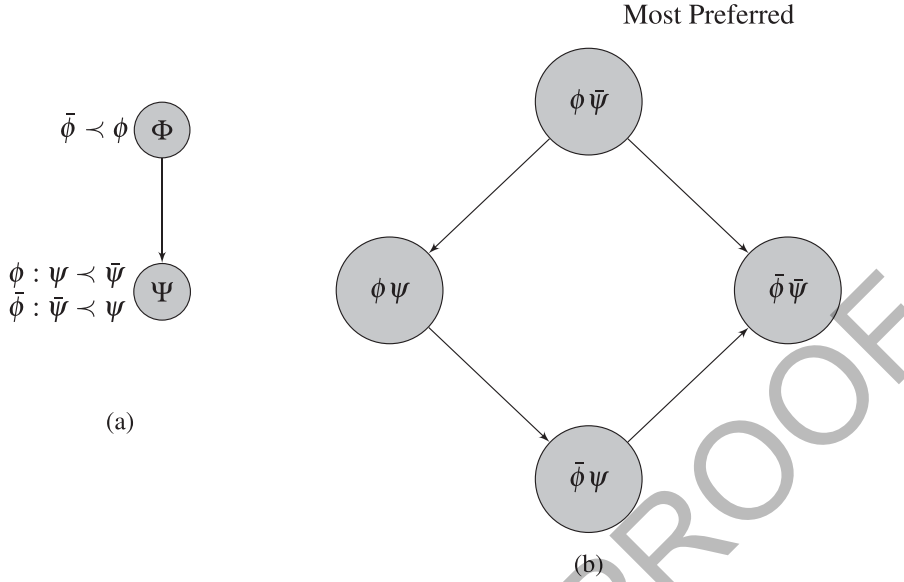 Most Preferred
ϕ ψ̄
ϕ̄ ≺ ϕ Φ
ϕ : ψ ≺ ψ̄
ϕ̄ : ψ̄ ≺ ψ
Ψ
ϕ ψ
ϕ̄ ψ̄
(a)
ϕ̄ ψ
(b)
PROOF